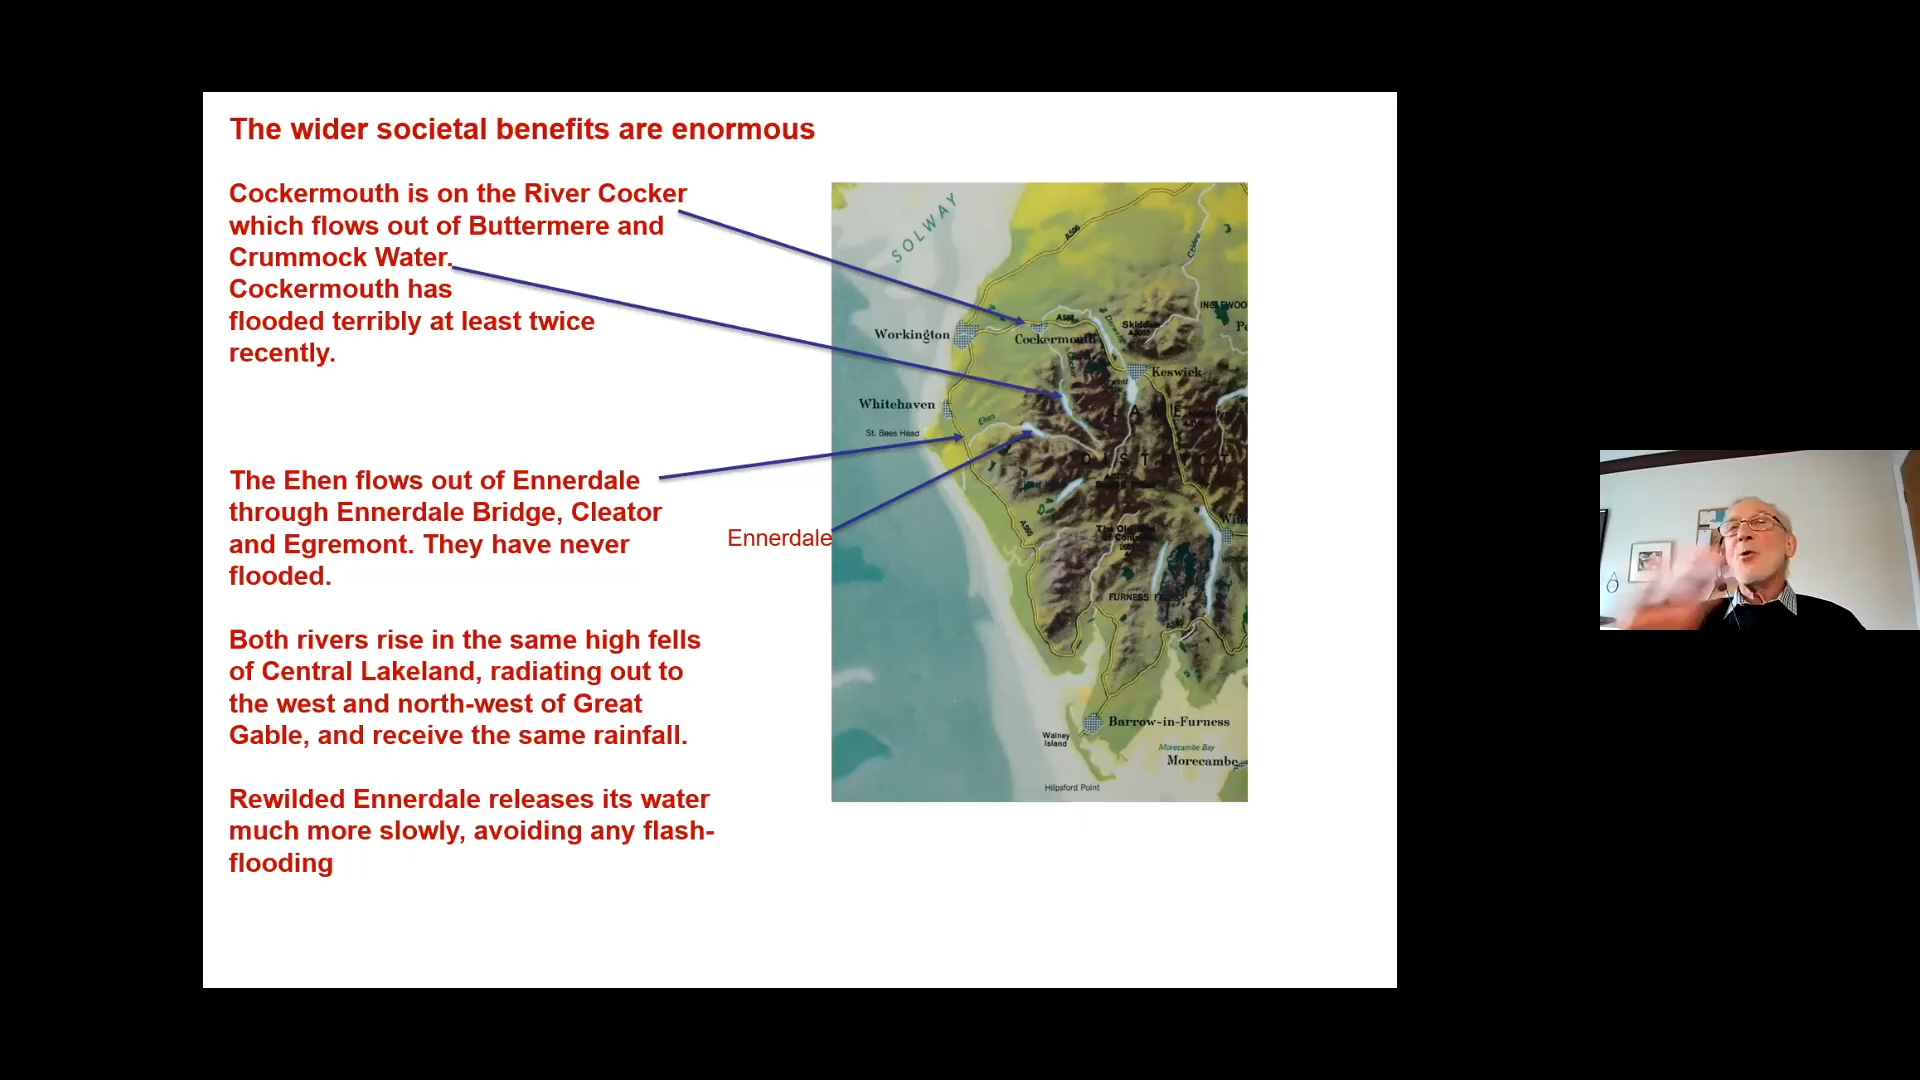 The wider societal benefits are enormous
Cockermouth is on the River Cocker
which flows out of Buttermere and
Crummock Water.
Cockermouth has
flooded terribly at least twice
recently.
The Ehen flows out of Ennerdale
through Ennerdale Bridge, Cleator
and Egremont. They have never
flooded.
Both rivers rise in the same high fells
of Central Lakeland, radiating out to
the west and north-west of Great
Gable, and receive the same rainfall.
Rewilded Ennerdale releases its water
much more slowly, avoiding any flash-
flooding
Ennerdale
SOLWAY
A596
Workington
Cockermouth
Skiddaw
Keswick
Whitehaven
Ehen
St. Bees Head
A595
FURNESS
Barrow-in-Furness
Walney
Island
Morecambe Bay
Morecambe
Hilpsford Point